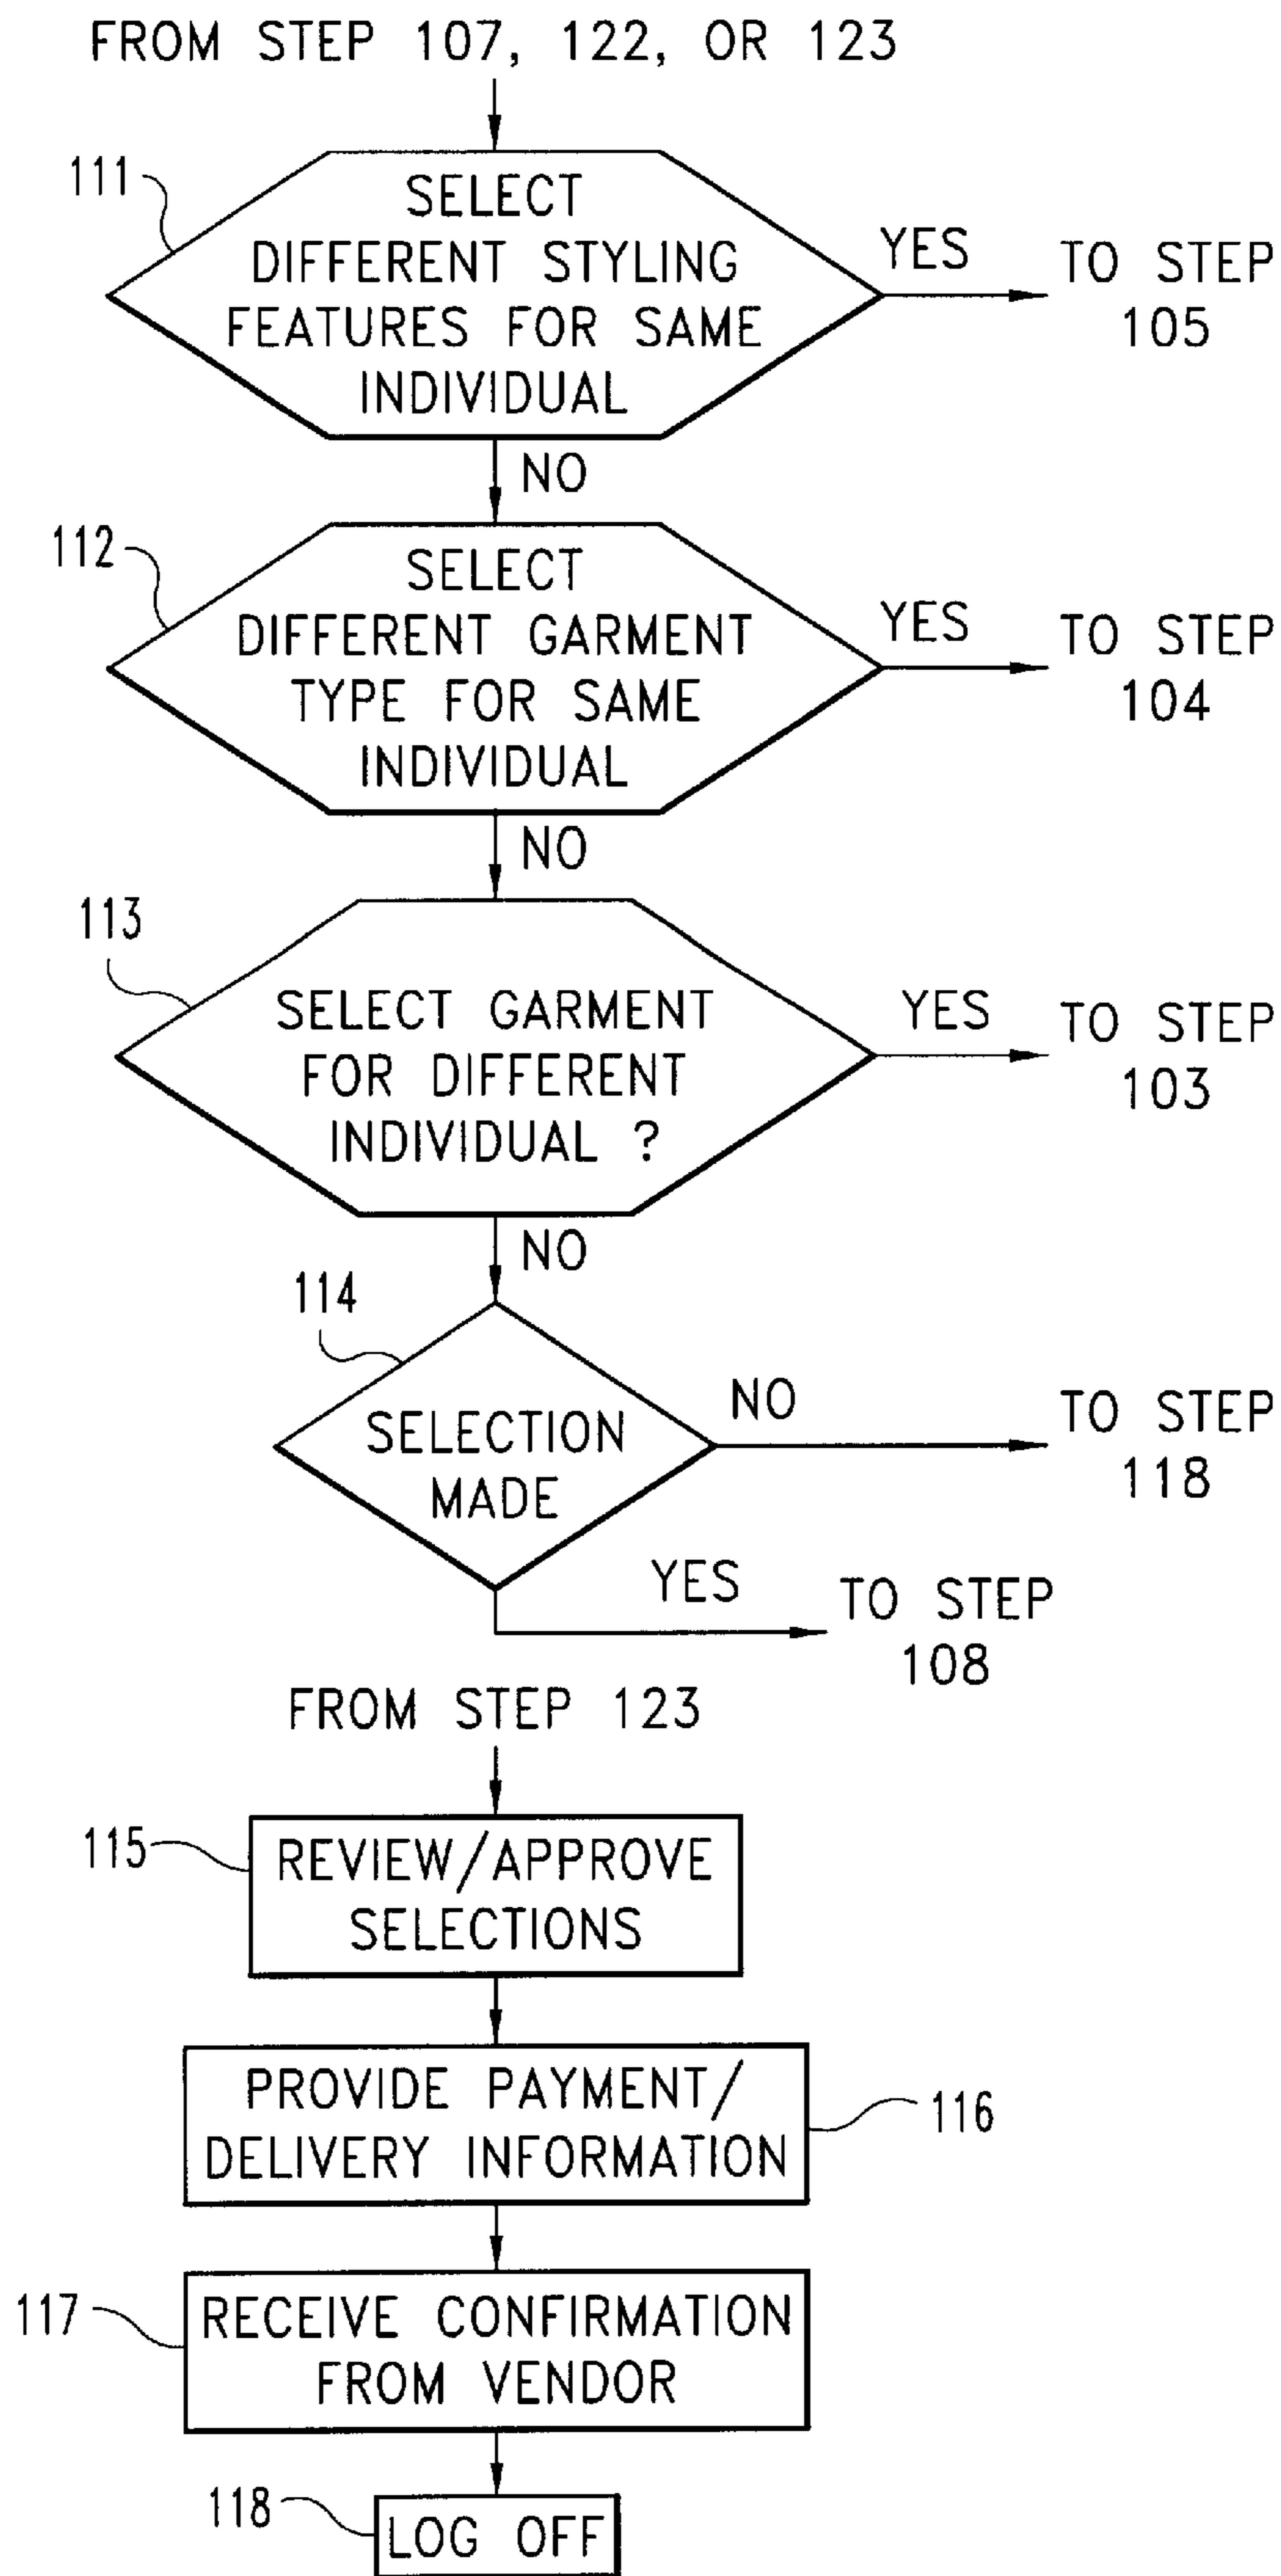 FROM STEP 107, 122, OR 123
111
SELECT
DIFFERENT STYLING
FEATURES FOR SAME
INDIVIDUAL
YES
TO STEP
105
NO
112
SELECT
DIFFERENT GARMENT
TYPE FOR SAME
INDIVIDUAL
YES
TO STEP
104
NO
113
SELECT GARMENT
FOR DIFFERENT
INDIVIDUAL ?
YES
TO STEP
103
NO
114
SELECTION
MADE
NO
TO STEP
118
YES
TO STEP
108
FROM STEP 123
115
REVIEW/APPROVE
SELECTIONS
PROVIDE PAYMENT/
DELIVERY INFORMATION
116
117
RECEIVE CONFIRMATION
FROM VENDOR
118
LOG OFF